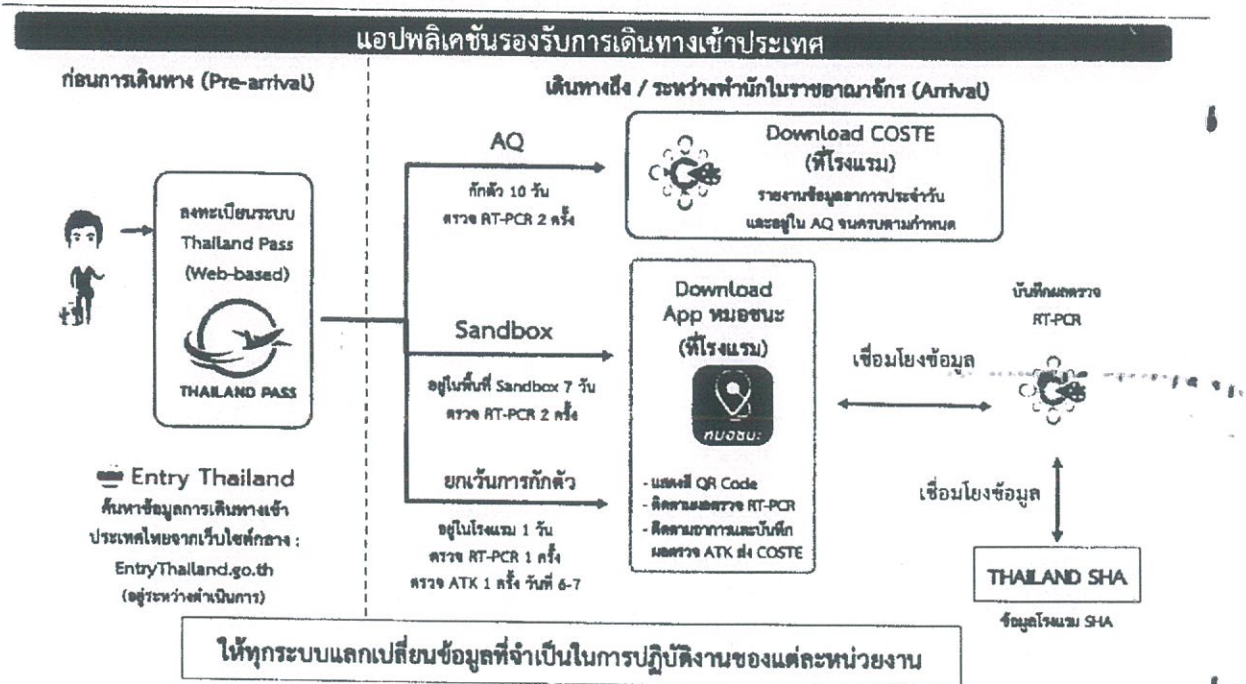 แอปพลิเคชันรองรับการเดินทางเข้าประเทศ
ก่อนการเดินทาง (Pre-arrival)
ลงทะเบียนระบบ
Thailand Pass
(Web-based)
THAILAND PASS
Entry Thailand
ค้นหาข้อมูลการเดินทางเข้า
ประเทศไทยจากเว็บไซต์กลาง :
EntryThailand.go.th
(อยู่ระหว่างดำเนินการ)
เดินทางถึง / ระหว่างพำนักในราชอาณาจักร (Arrival)
AQ
กักตัว 10 วัน
ตรวจ RT-PCR 2 ครั้ง
Download COSTE
(ที่โรงแรม)
รายงานข้อมูลอาการประจำวัน
และอยู่ใน AQ จนครบตามกำหนด
Sandbox
อยู่ในพื้นที่ Sandbox 7 วัน
ตรวจ RT-PCR 2 ครั้ง
ยกเว้นการกักตัว
อยู่ในโรงแรม 1 วัน
ตรวจ RT-PCR 1 ครั้ง
ตรวจ ATK 1 ครั้ง วันที่ 6-7
Download
App หมอชนะ
(ที่โรงแรม)
หมอชนะ
- แสดงสี QR Code
- ติดตามผลตรวจ RT-PCR
- ติดตามอาการและบันทึก
ผลตรวจ ATK ส่ง COSTE
เชื่อมโยงข้อมูล
บันทึกผลตรวจ
RT-PCR
เชื่อมโยงข้อมูล
THAILAND SHA
ข้อมูลโรงแรม SHA
ให้ทุกระบบแลกเปลี่ยนข้อมูลที่จำเป็นในการปฏิบัติงานของแต่ละหน่วยงาน